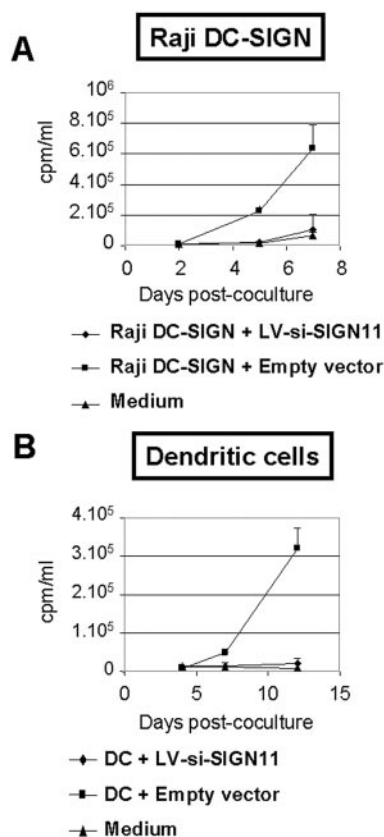 A
Raji DC-SIGN
10⁶
8.10⁵
6.10⁵
4.10⁵
2.10⁵
0
cpm/ml
0 2 4 6 8
Days post-coculture
Raji DC-SIGN + LV-si-SIGN11
Raji DC-SIGN + Empty vector
Medium
B
Dendritic cells
4.10⁵
3.10⁵
2.10⁵
1.10⁵
0
cpm/ml
0 5 10 15
Days post-coculture
DC + LV-si-SIGN11
DC + Empty vector
Medium